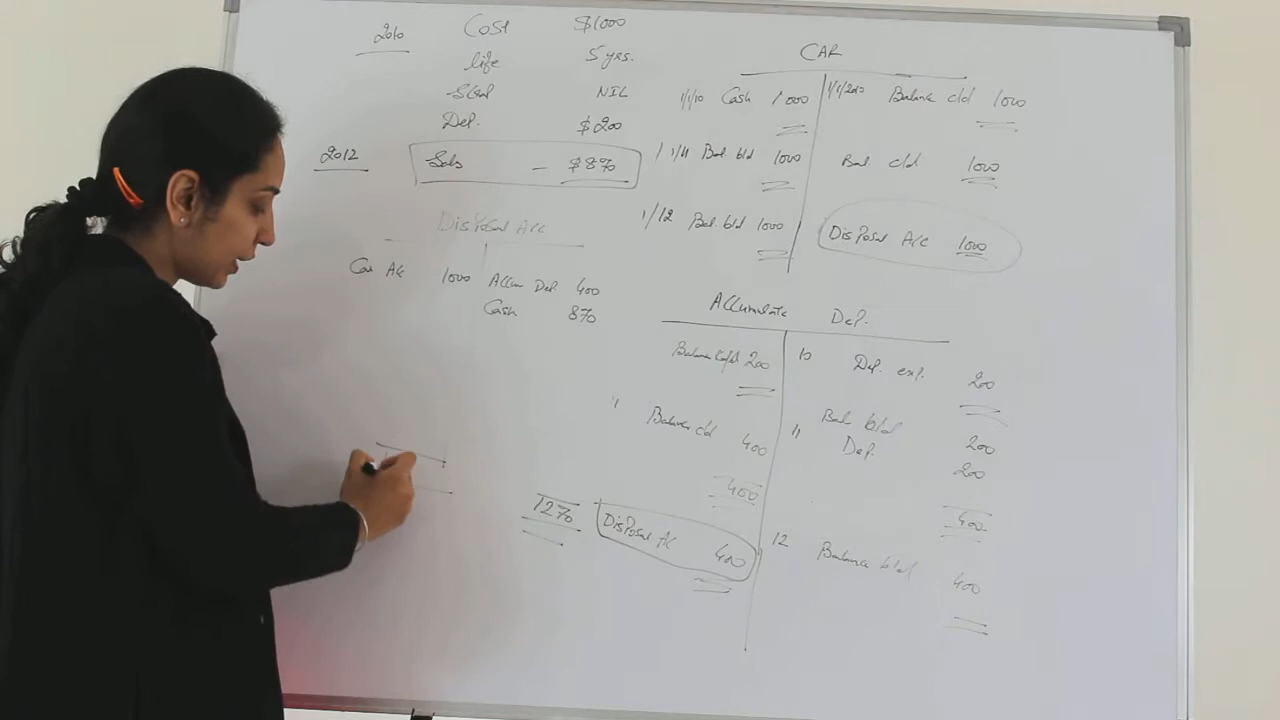 2010 Cost $1000
life 5 yrs.
NIL
Dep. $200
2012 Sales - $870
Disposal A/c
Car A/c 1000 Accum Dep. 400
Cash 870
1270
CAR
1/1/10 Cash 1000 Balance c/d 1000
1/1/11 Bal b/d 1000 Bal c/d 1000
1/12 Bal. b/d 1000 Disposal A/c 1000
Accumulate Dep.
Balance c/d 200 10 Dep. exp. 200
11 Balance c/d 400 11 Bal b/d 200
Dep. 200
400 400
Disposal A/c 400 12 Balance b/d 400